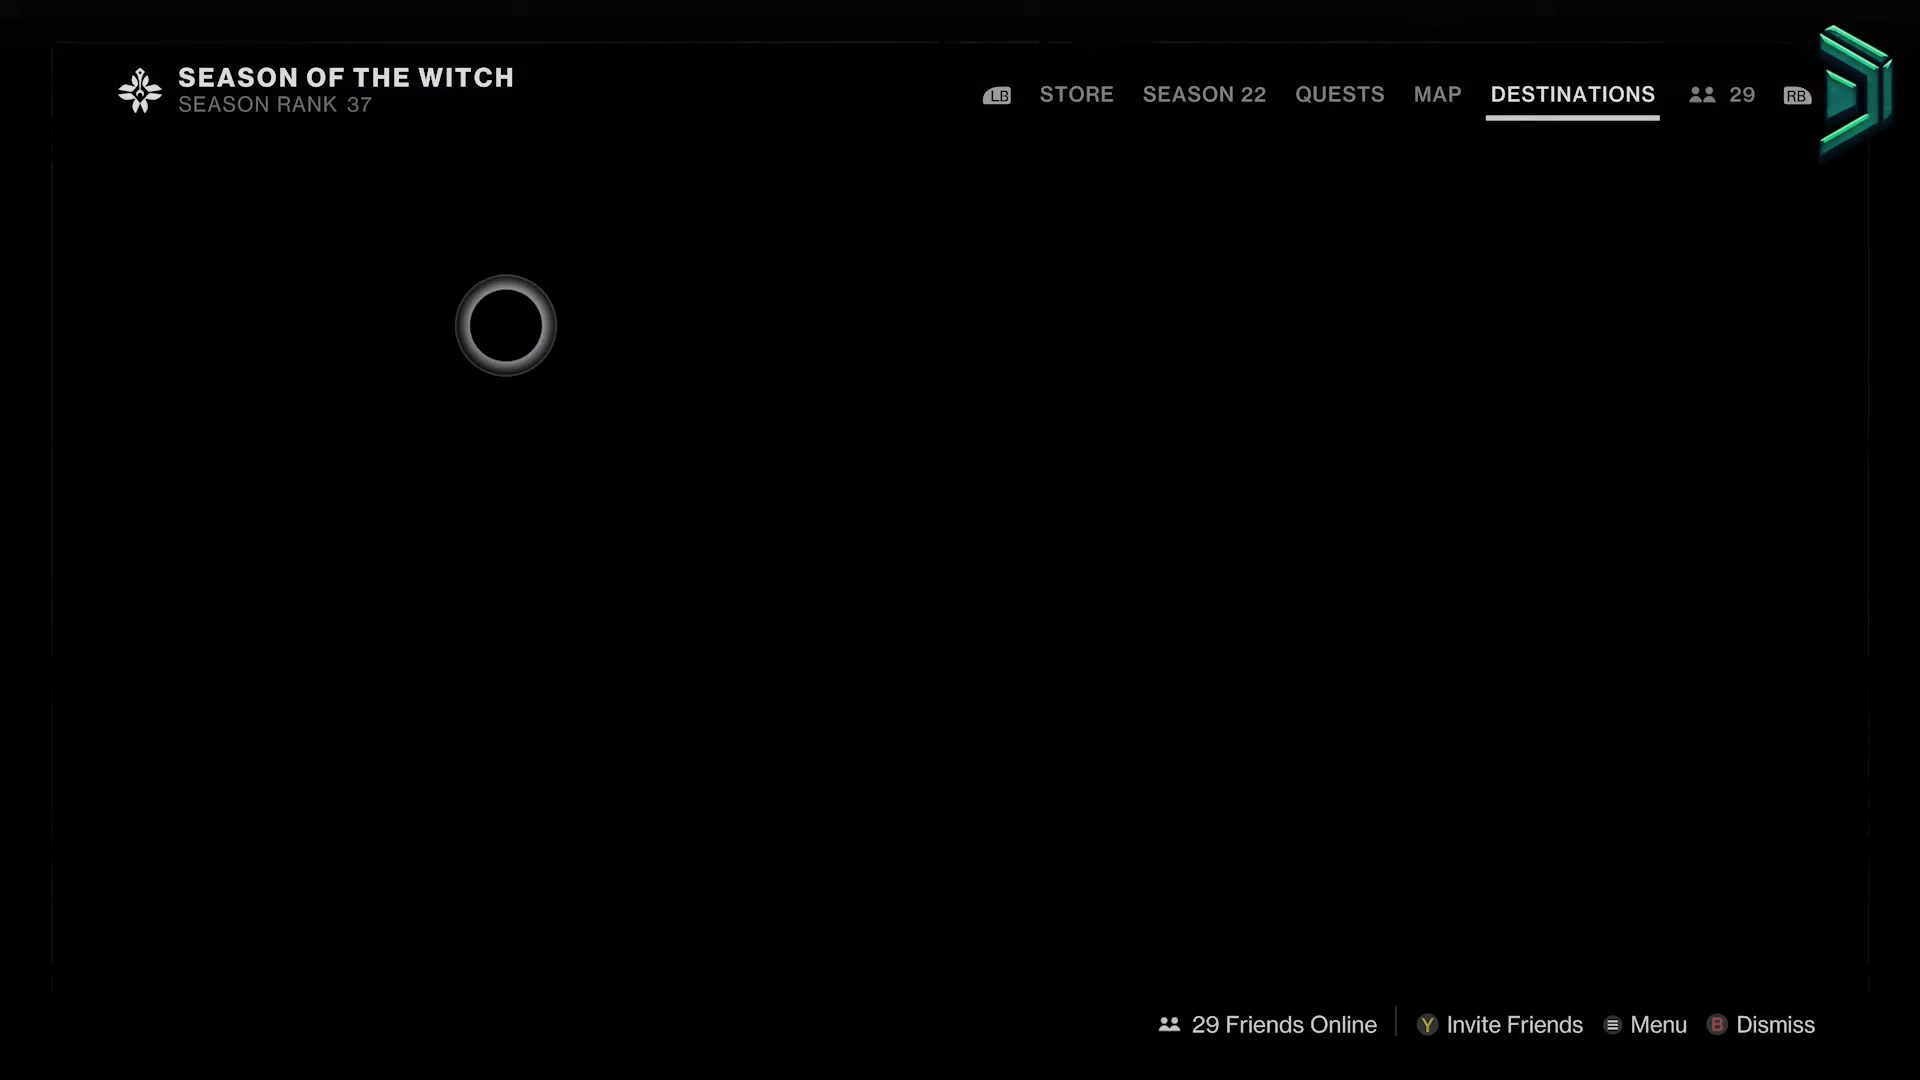 SEASON OF THE WITCH
SEASON RANK 37
LB STORE SEASON 22 QUESTS MAP DESTINATIONS 29 RB
29 Friends Online Y Invite Friends Menu B Dismiss